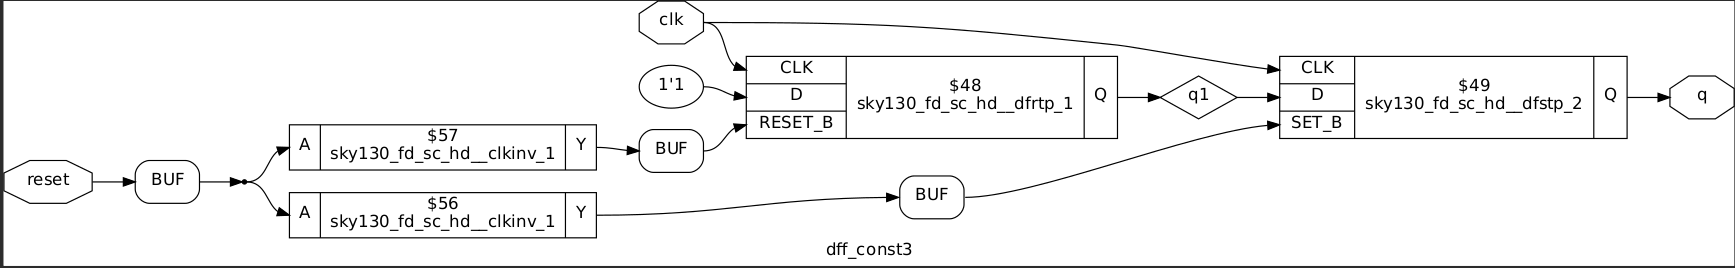 clk
1'1
CLK
D
RESET_B
$48
sky130_fd_sc_hd__dfrtp_1
Q
q1
CLK
D
SET_B
$49
sky130_fd_sc_hd__dfstp_2
Q
q
reset
BUF
A
$57
sky130_fd_sc_hd__clkinv_1
Y
BUF
A
$56
sky130_fd_sc_hd__clkinv_1
Y
BUF
dff_const3